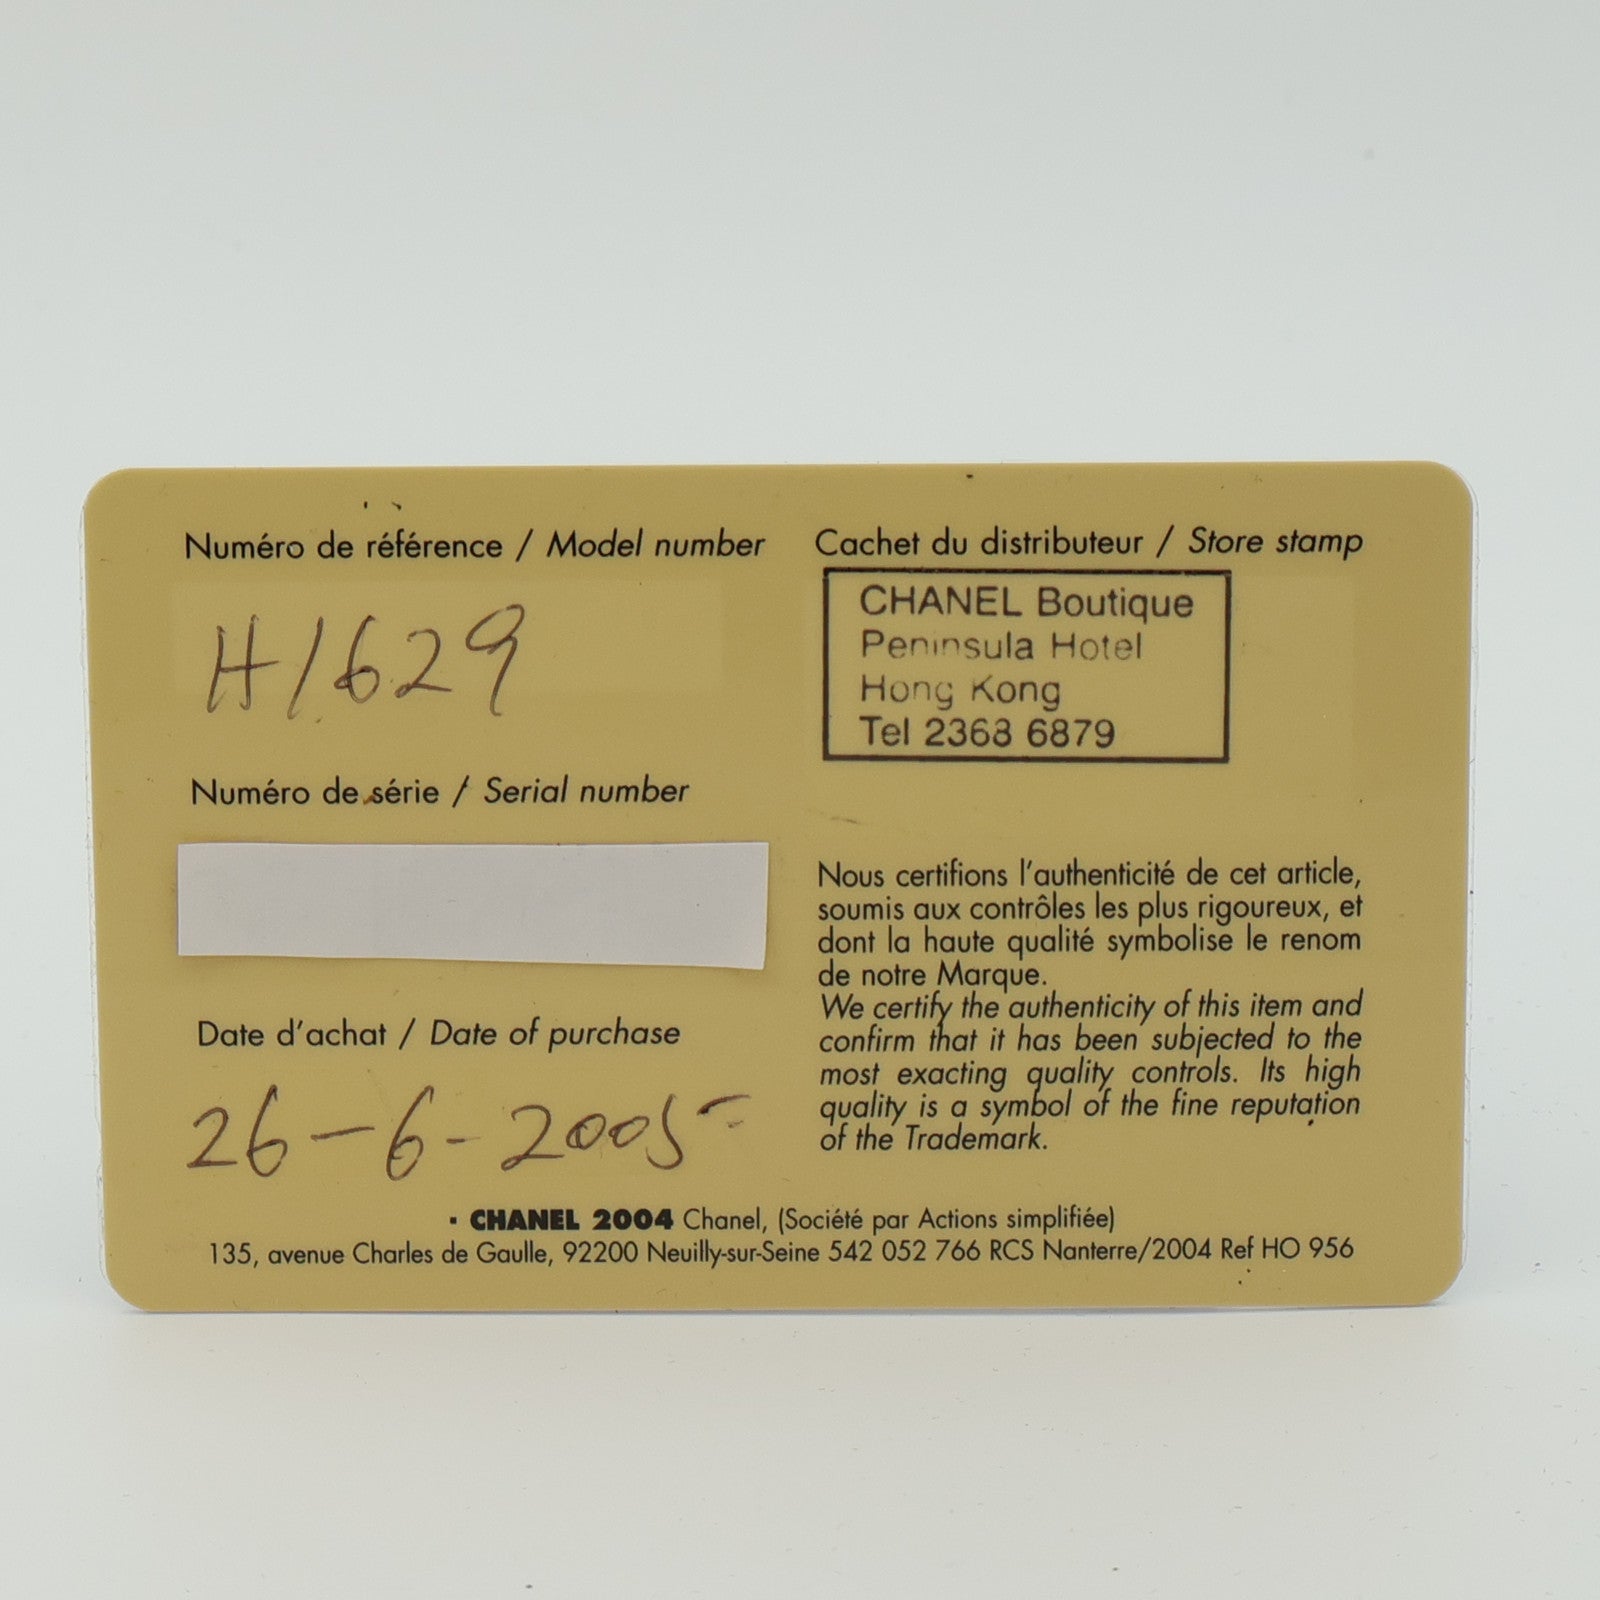 Numéro de référence / Model number
H1629
Numéro de série / Serial number
Date d'achat / Date of purchase
26-6-2005
Cachet du distributeur / Store stamp
CHANEL Boutique
Peninsula Hotel
Hong Kong
Tel 2368 6879
Nous certifions l'authenticité de cet article,
soumis aux contrôles les plus rigoureux, et
dont la haute qualité symbolise le renom
de notre Marque.
We certify the authenticity of this item and
confirm that it has been subjected to the
most exacting quality controls. Its high
quality is a symbol of the fine reputation
of the Trademark.
· CHANEL 2004 Chanel, (Société par Actions simplifiée)
135, avenue Charles de Gaulle, 92200 Neuilly-sur-Seine 542 052 766 RCS Nanterre/2004 Ref HO 956